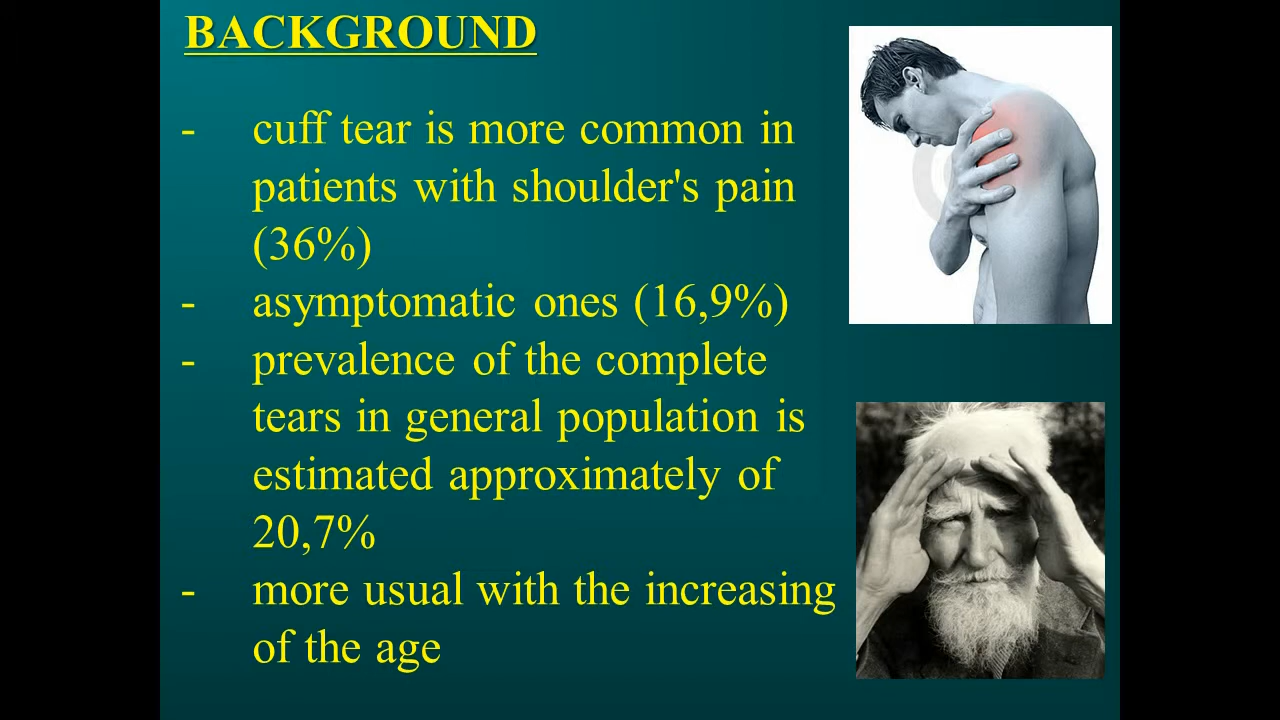 BACKGROUND
- cuff tear is more common in
patients with shoulder's pain
(36%)
- asymptomatic ones (16,9%)
- prevalence of the complete
tears in general population is
estimated approximately of
20,7%
- more usual with the increasing
of the age